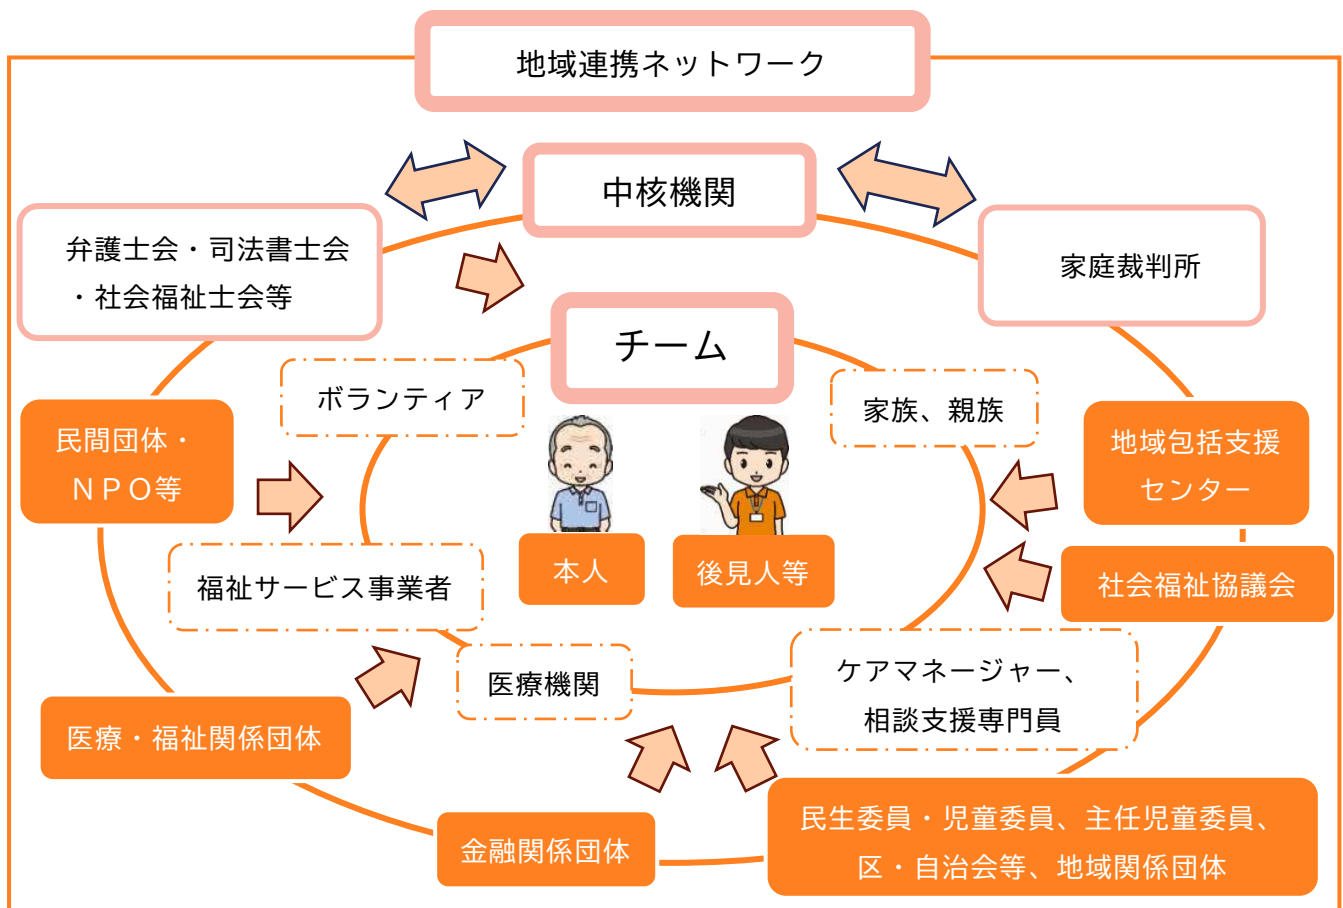 地域連携ネットワーク
中核機関
弁護士会・司法書士会
・社会福祉士会等
家庭裁判所
チーム
ボランティア
家族、親族
民間団体・
ＮＰＯ等
地域包括支援
センター
本人
後見人等
福祉サービス事業者
社会福祉協議会
医療機関
ケアマネージャー、
相談支援専門員
医療・福祉関係団体
金融関係団体
民生委員・児童委員、主任児童委員、
区・自治会等、地域関係団体